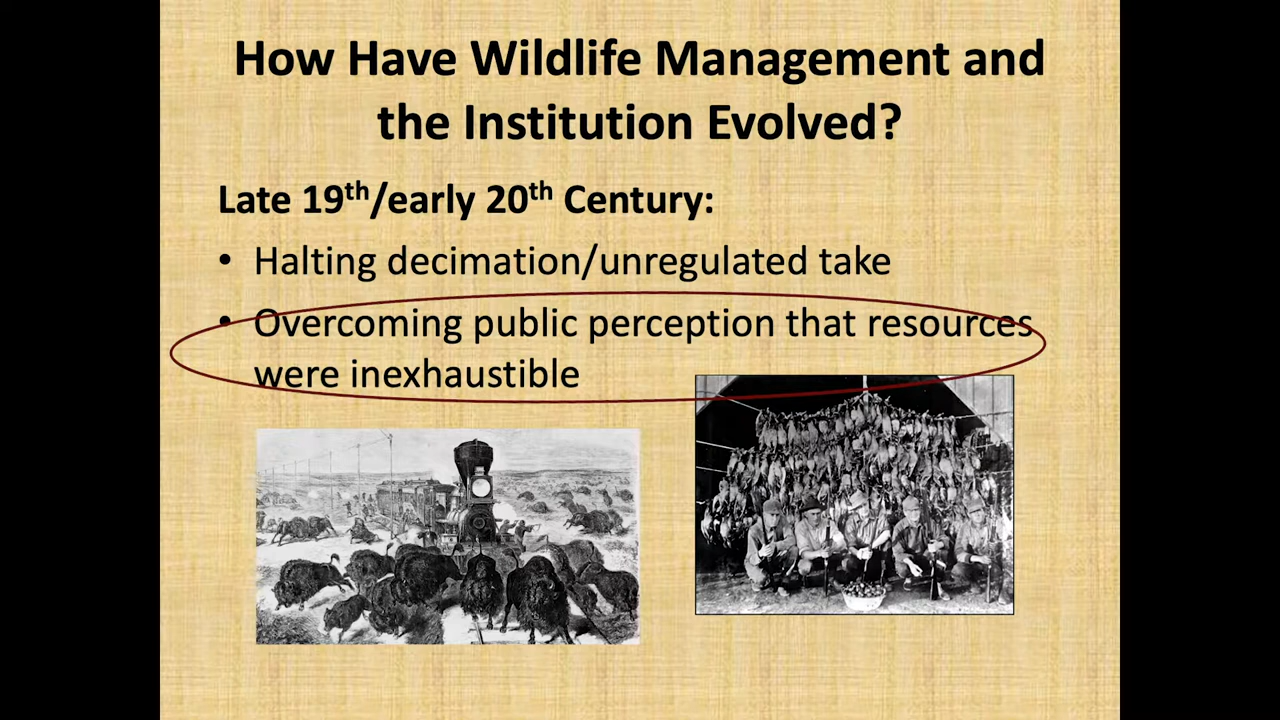 How Have Wildlife Management and
the Institution Evolved?
Late 19th/early 20th Century:
• Halting decimation/unregulated take
• Overcoming public perception that resources
were inexhaustible